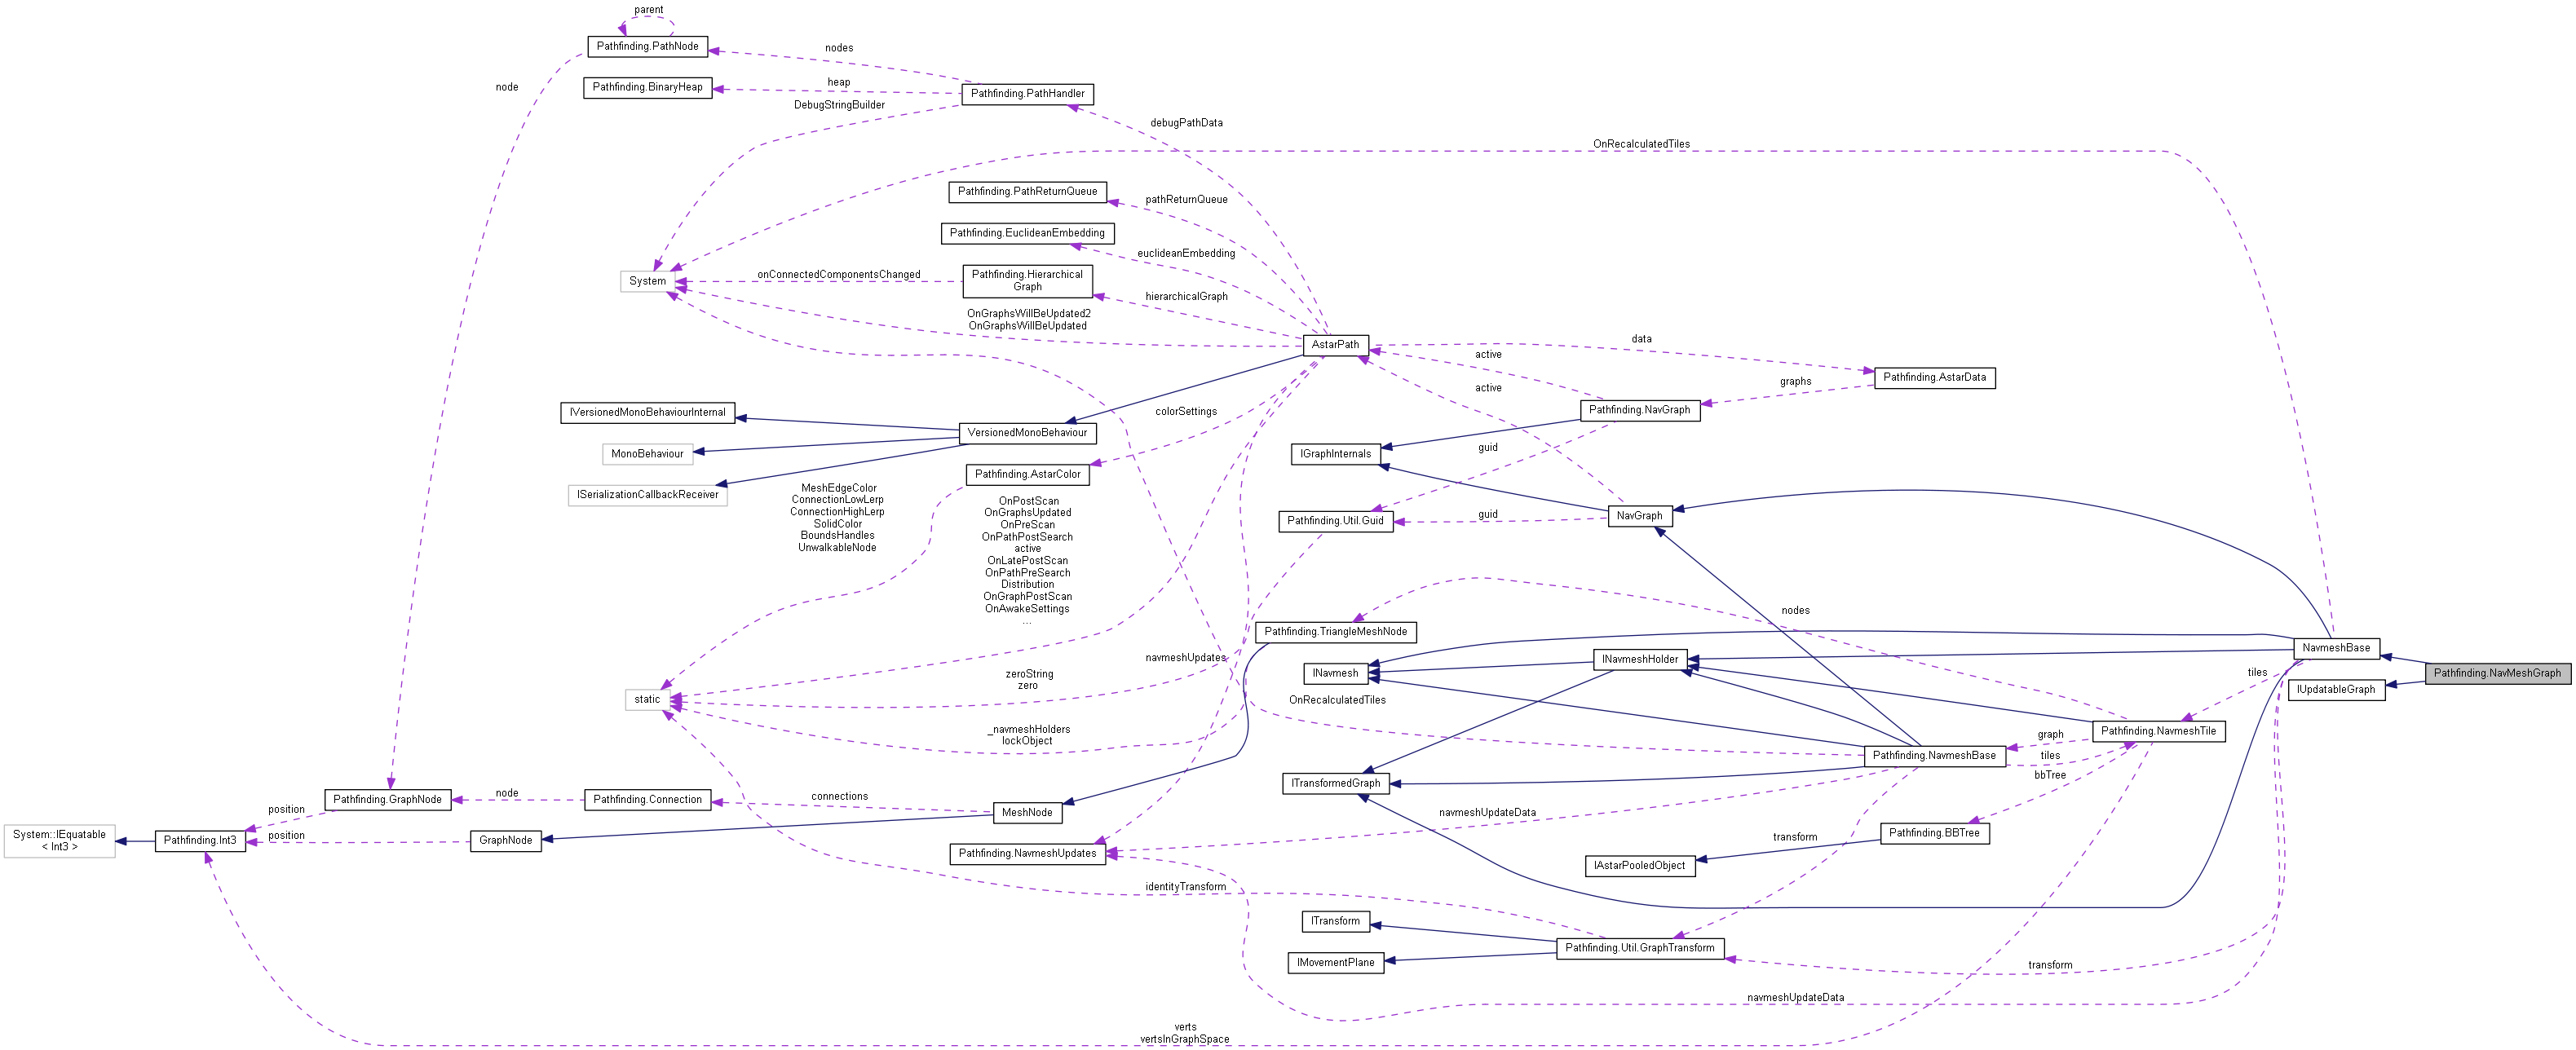 parent
Pathfinding.PathNode
nodes
node
Pathfinding.BinaryHeap
heap
Pathfinding.PathHandler
DebugStringBuilder
debugPathData
OnRecalculatedTiles
Pathfinding.PathReturnQueue
pathReturnQueue
Pathfinding.EuclideanEmbedding
euclideanEmbedding
onConnectedComponentsChanged
Pathfinding.Hierarchical
Graph
System
hierarchicalGraph
OnGraphsWillBeUpdated2
OnGraphsWillBeUpdated
AstarPath
data
active
Pathfinding.AstarData
graphs
active
IVersionedMonoBehaviourInternal
colorSettings
Pathfinding.NavGraph
VersionedMonoBehaviour
MonoBehaviour
guid
IGraphInternals
Pathfinding.AstarColor
ISerializationCallbackReceiver
MeshEdgeColor
ConnectionLowLerp
ConnectionHighLerp
SolidColor
BoundsHandles
UnwalkableNode
OnPostScan
OnGraphsUpdated
OnPreScan
OnPathPostSearch
active
OnLatePostScan
OnPathPreSearch
Distribution
OnGraphPostScan
OnAwakeSettings
...
Pathfinding.Util.Guid
guid
NavGraph
nodes
Pathfinding.TriangleMeshNode
navmeshUpdates
INavmesh
INavmeshHolder
NavmeshBase
Pathfinding.NavMeshGraph
tiles
IUpdatableGraph
zeroString
zero
static
OnRecalculatedTiles
_navmeshHolders
lockObject
Pathfinding.NavmeshTile
graph
Pathfinding.NavmeshBase
tiles
bbTree
ITransformedGraph
Pathfinding.GraphNode
node
Pathfinding.Connection
connections
MeshNode
navmeshUpdateData
position
System::IEquatable
< Int3 >
Pathfinding.Int3
position
GraphNode
Pathfinding.BBTree
transform
Pathfinding.NavmeshUpdates
IAstarPooledObject
identityTransform
ITransform
Pathfinding.Util.GraphTransform
IMovementPlane
transform
navmeshUpdateData
verts
vertsInGraphSpace